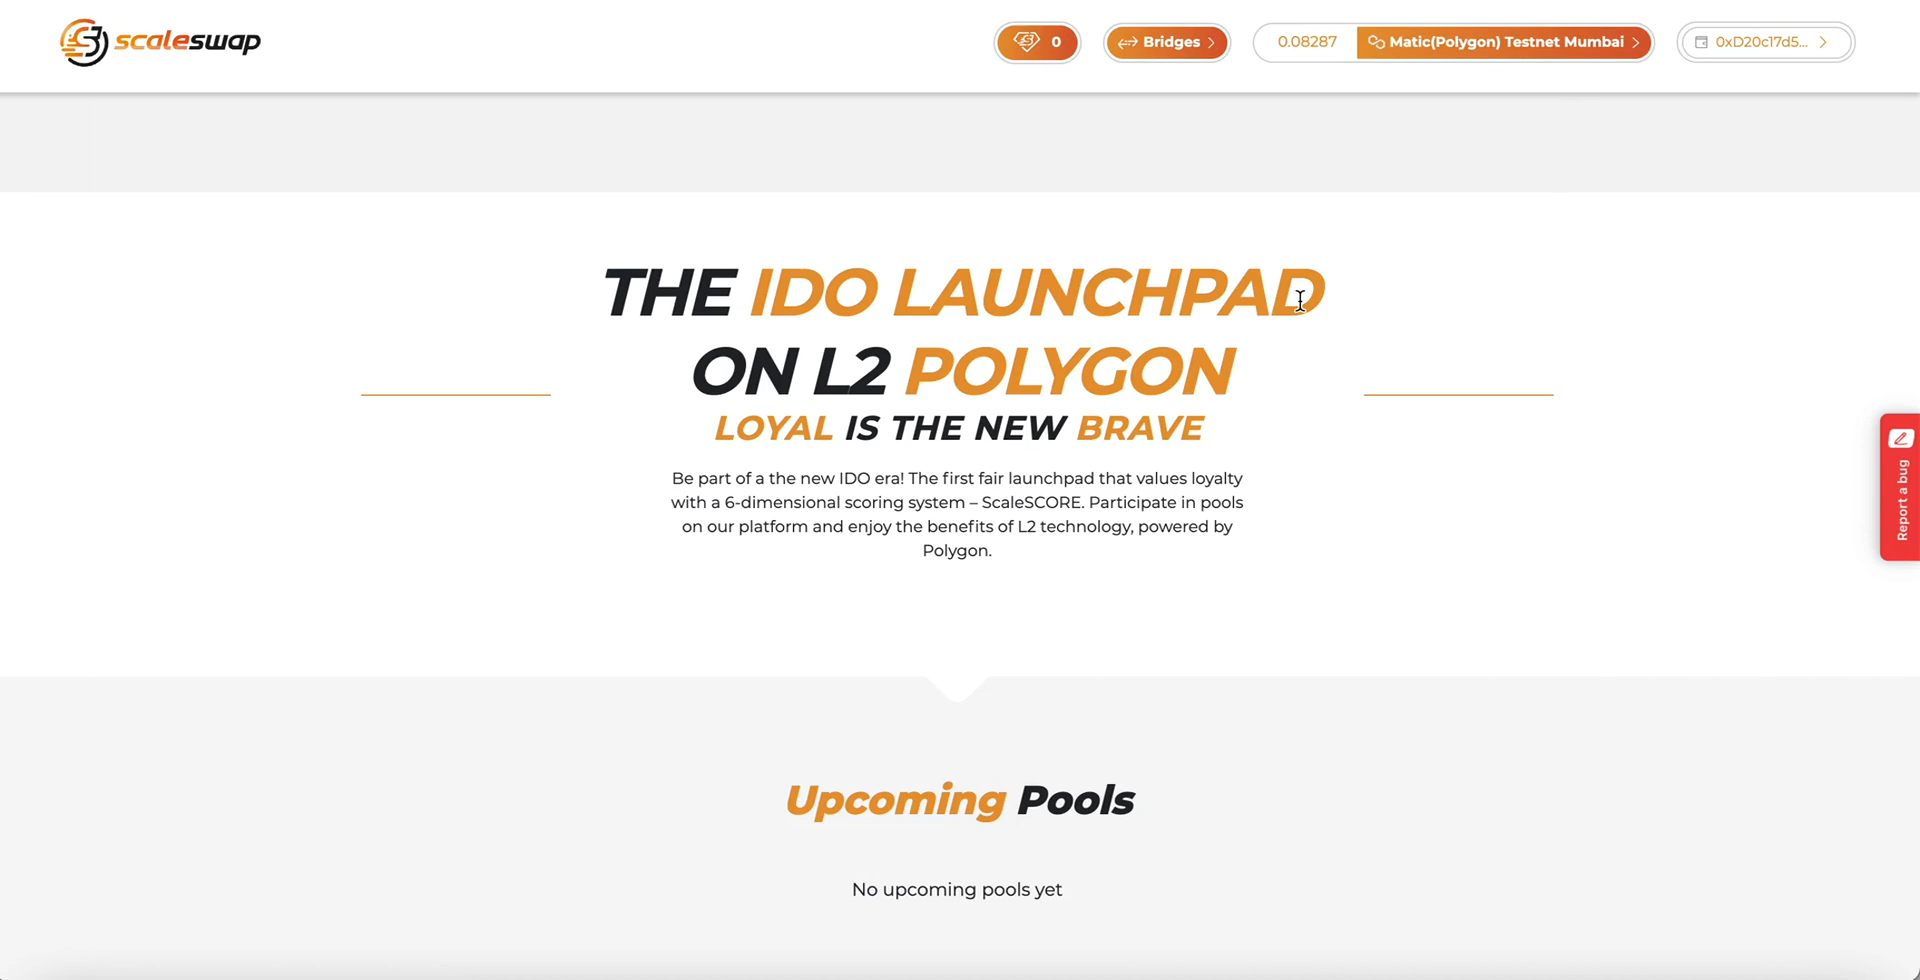 scaleswap
0
Bridges
0.08287
Matic(Polygon) Testnet Mumbai
0xD20c17d5...
THE IDO LAUNCHPAD
ON L2 POLYGON
LOYAL IS THE NEW BRAVE
Be part of a the new IDO era! The first fair launchpad that values loyalty
with a 6-dimensional scoring system – ScaleSCORE. Participate in pools
on our platform and enjoy the benefits of L2 technology, powered by
Polygon.
Report a bug
Upcoming Pools
No upcoming pools yet